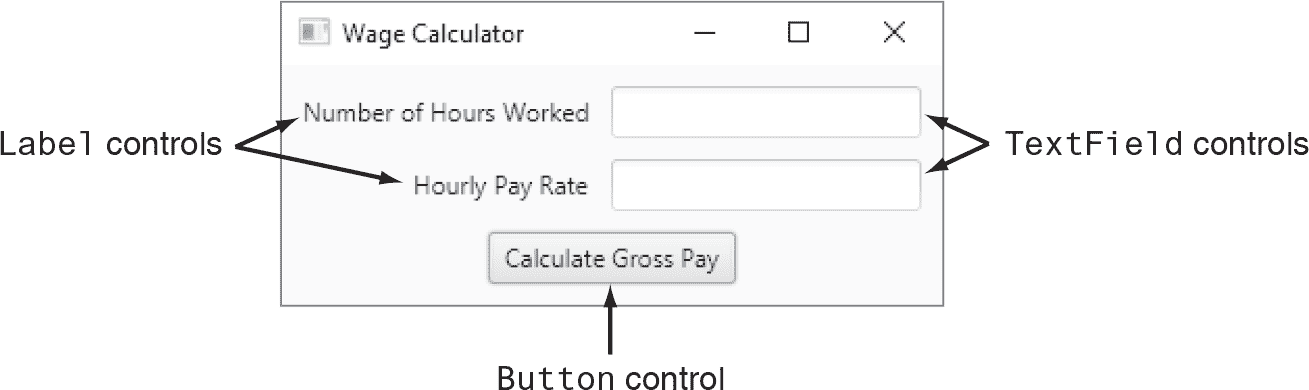 Wage Calculator
Number of Hours Worked
Label controls
TextField controls
Hourly Pay Rate
Calculate Gross Pay
Button control